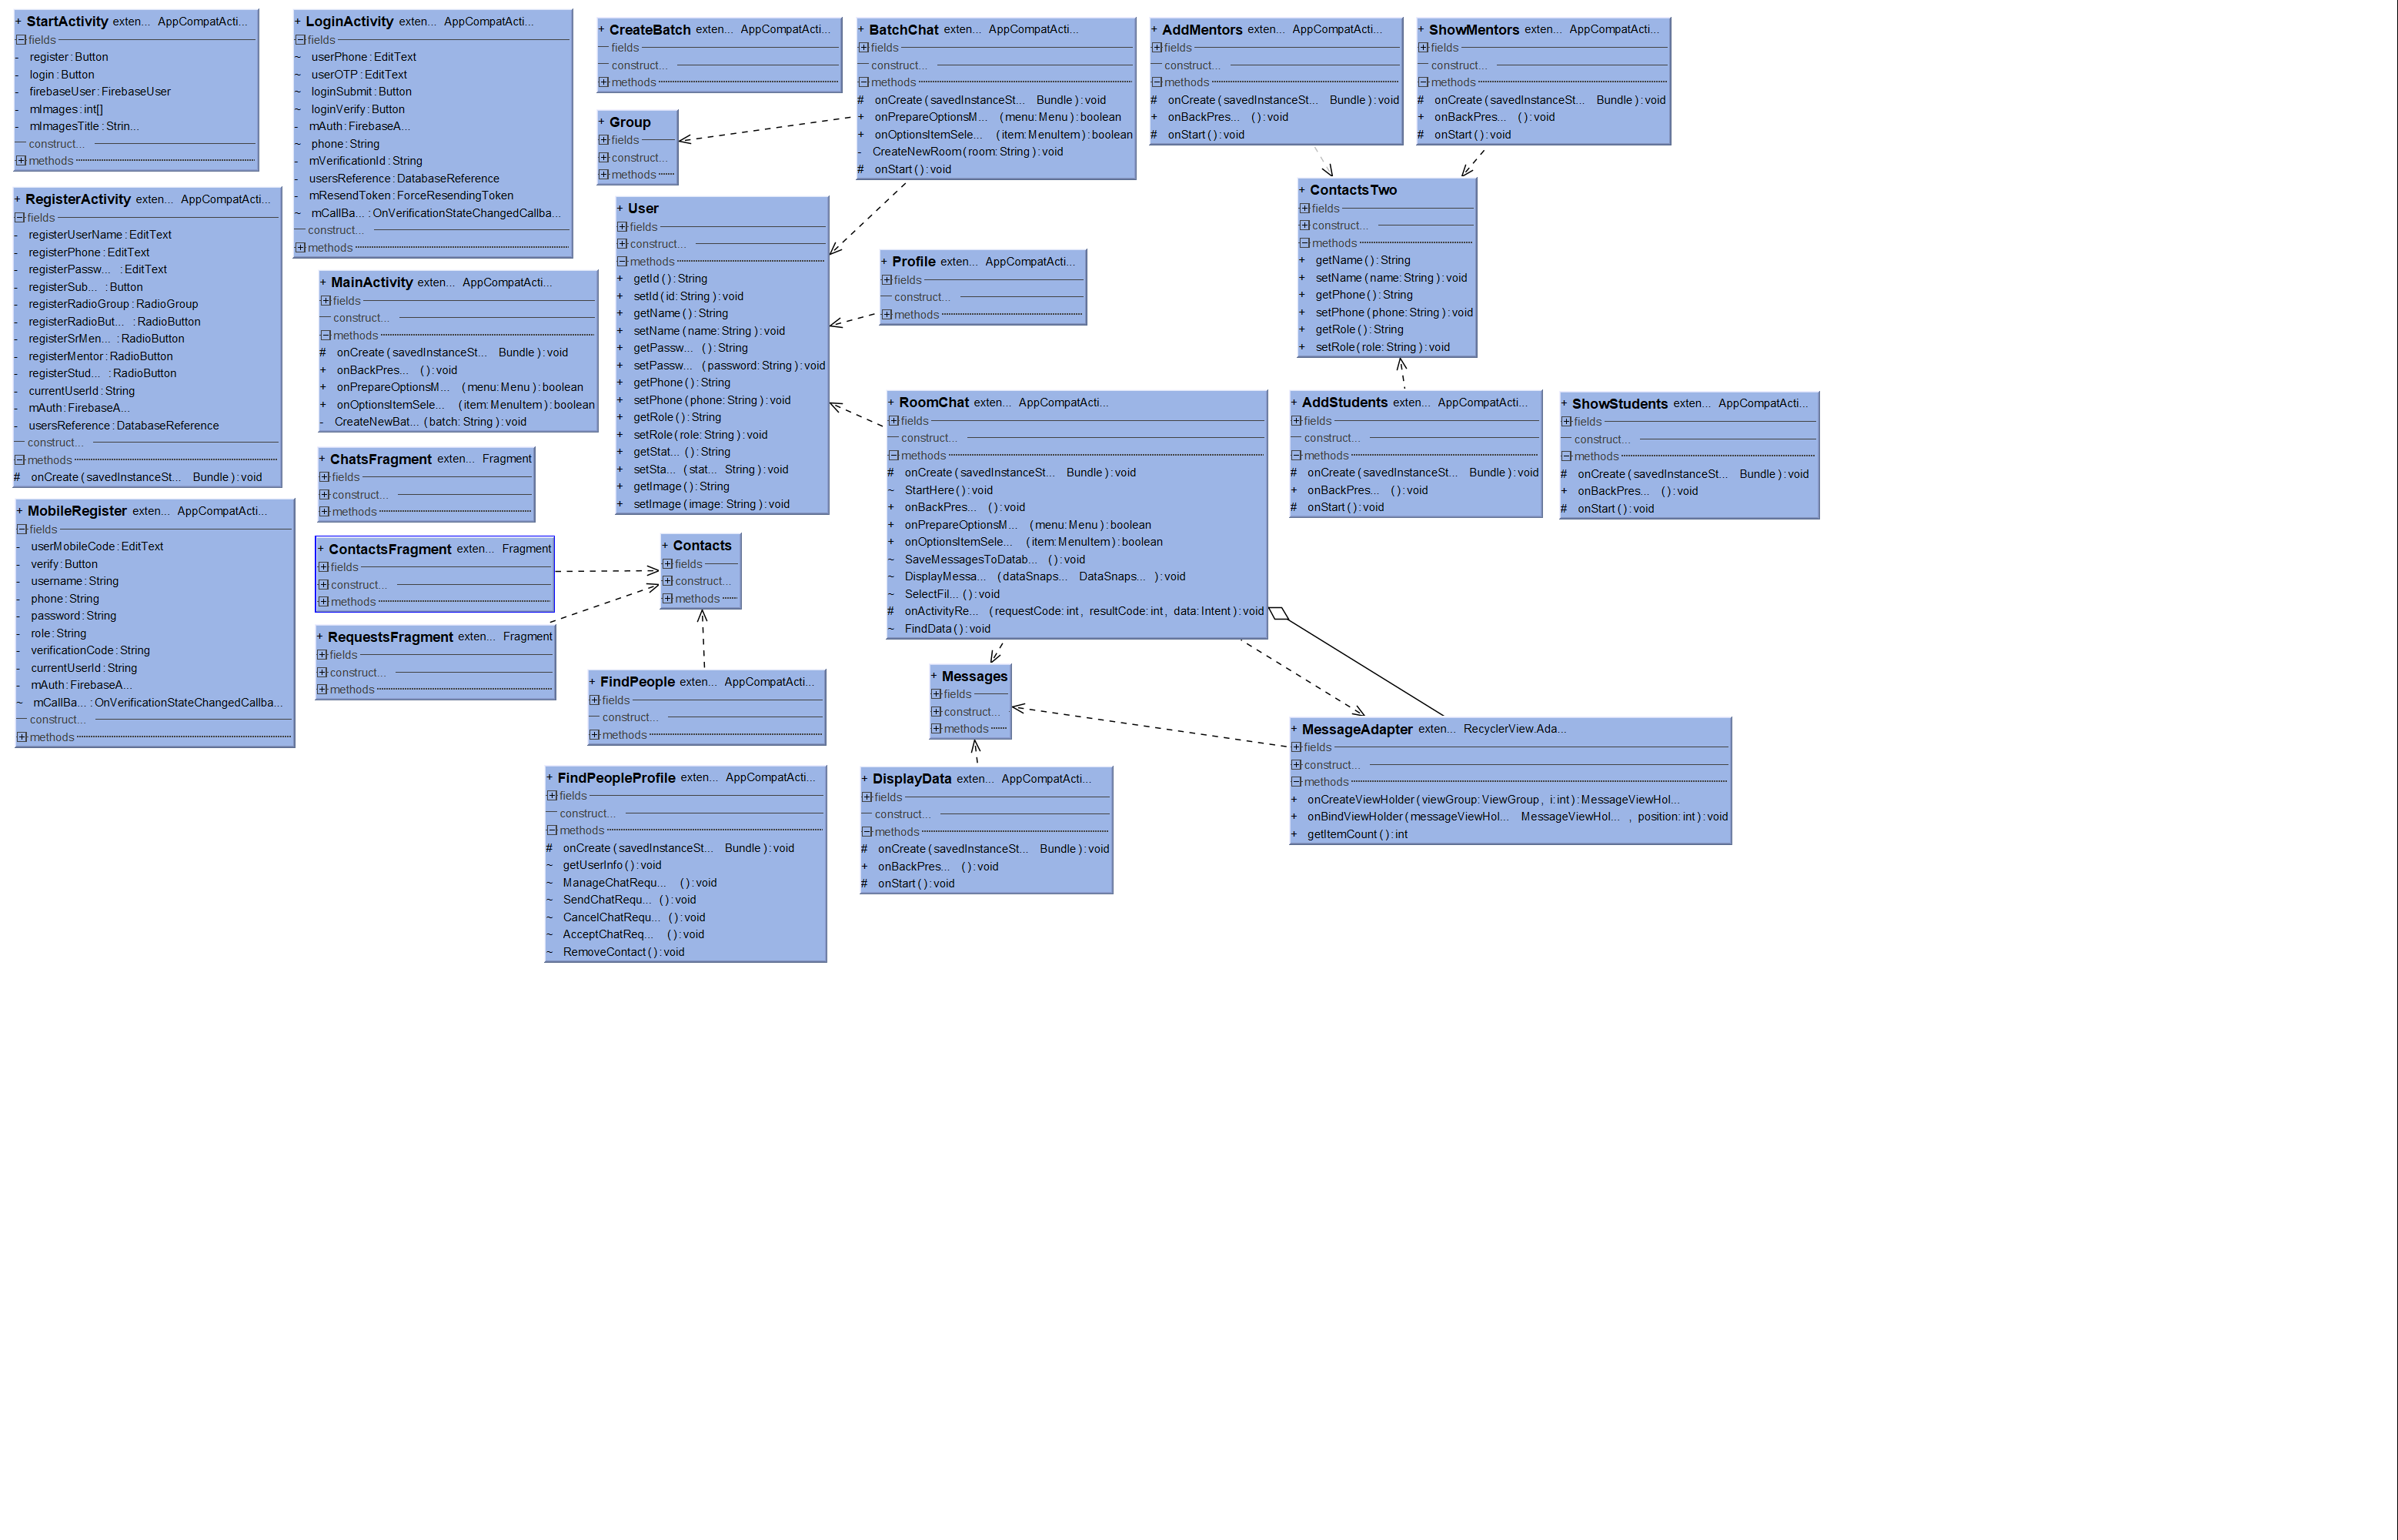 + StartActivity exten... AppCompatActi...
fields
- register:Button
- login:Button
- firebaseUser:FirebaseUser
- mImages:int[]
- mImagesTitle:Strin...
construct...
methods
+ RegisterActivity exten... AppCompatActi...
fields
- registerUserName:EditText
- registerPhone:EditText
- registerPassw... :EditText
- registerSub... :Button
- registerRadioGroup:RadioGroup
- registerRadioBut... :RadioButton
- registerSrMen... :RadioButton
- registerMentor:RadioButton
- registerStud... :RadioButton
- currentUserId:String
- mAuth:FirebaseA...
- usersReference:DatabaseReference
construct...
methods
# onCreate(savedInstanceSt... Bundle):void
+ MobileRegister exten... AppCompatActi...
fields
- userMobileCode:EditText
- verify:Button
- username:String
- phone:String
- password:String
- role:String
- verificationCode:String
- currentUserId:String
- mAuth:FirebaseA...
~ mCallBa... :OnVerificationStateChangedCallba...
construct...
methods
+ LoginActivity exten... AppCompatActi...
fields
~ userPhone:EditText
~ userOTP:EditText
~ loginSubmit:Button
~ loginVerify:Button
- mAuth:FirebaseA...
~ phone:String
- mVerificationId:String
- usersReference:DatabaseReference
- mResendToken:ForceResendingToken
~ mCallBa... :OnVerificationStateChangedCallba...
construct...
methods
+ MainActivity exten... AppCompatActi...
fields
construct...
methods
# onCreate(savedInstanceSt... Bundle):void
+ onBackPres... ():void
+ onPrepareOptionsM... (menu:Menu):boolean
+ onOptionsItemSele... (item:MenuItem):boolean
- CreateNewBat... (batch:String):void
+ ChatsFragment exten... Fragment
fields
construct...
methods
+ ContactsFragment exten... Fragment
fields
construct...
methods
+ RequestsFragment exten... Fragment
fields
construct...
methods
+ CreateBatch exten... AppCompatActi...
fields
construct...
methods
+ Group
fields
construct...
methods
+ User
fields
construct...
methods
+ getId():String
+ setId(id:String):void
+ getName():String
+ setName(name:String):void
+ getPassw... ():String
+ setPassw... (password:String):void
+ getPhone():String
+ setPhone(phone:String):void
+ getRole():String
+ setRole(role:String):void
+ getStat... ():String
+ setSta... (stat... String):void
+ getImage():String
+ setImage(image:String):void
+ Contacts
fields
construct...
methods
+ FindPeople exten... AppCompatActi...
fields
construct...
methods
+ FindPeopleProfile exten... AppCompatActi...
fields
construct...
methods
# onCreate(savedInstanceSt... Bundle):void
~ getUserInfo():void
~ ManageChatRequ... ():void
~ SendChatRequ... ():void
~ CancelChatRequ... ():void
~ AcceptChatReq... ():void
~ RemoveContact():void
+ BatchChat exten... AppCompatActi...
fields
construct...
methods
# onCreate(savedInstanceSt... Bundle):void
+ onPrepareOptionsM... (menu:Menu):boolean
+ onOptionsItemSele... (item:MenuItem):boolean
- CreateNewRoom(room:String):void
# onStart():void
+ Profile exten... AppCompatActi...
fields
construct...
methods
+ RoomChat exten... AppCompatActi...
fields
construct...
methods
# onCreate(savedInstanceSt... Bundle):void
~ StartHere():void
+ onBackPres... ():void
+ onPrepareOptionsM... (menu:Menu):boolean
+ onOptionsItemSele... (item:MenuItem):boolean
~ SaveMessagesToDatab... ():void
~ DisplayMessa... (dataSnaps... DataSnaps... ):void
~ SelectFil... ():void
# onActivityRe... (requestCode:int, resultCode:int, data:Intent):void
~ FindData():void
+ Messages
fields
construct...
methods
+ DisplayData exten... AppCompatActi...
fields
construct...
methods
# onCreate(savedInstanceSt... Bundle):void
+ onBackPres... ():void
# onStart():void
+ AddMentors exten... AppCompatActi...
fields
construct...
methods
# onCreate(savedInstanceSt... Bundle):void
+ onBackPres... ():void
# onStart():void
+ ShowMentors exten... AppCompatActi...
fields
construct...
methods
# onCreate(savedInstanceSt... Bundle):void
+ onBackPres... ():void
# onStart():void
+ ContactsTwo
fields
construct...
methods
+ getName():String
+ setName(name:String):void
+ getPhone():String
+ setPhone(phone:String):void
+ getRole():String
+ setRole(role:String):void
+ AddStudents exten... AppCompatActi...
fields
construct...
methods
# onCreate(savedInstanceSt... Bundle):void
+ onBackPres... ():void
# onStart():void
+ ShowStudents exten... AppCompatActi...
fields
construct...
methods
# onCreate(savedInstanceSt... Bundle):void
+ onBackPres... ():void
# onStart():void
+ MessageAdapter exten... RecyclerView.Ada...
fields
construct...
methods
+ onCreateViewHolder(viewGroup:ViewGroup, i:int):MessageViewHol...
+ onBindViewHolder(messageViewHol... MessageViewHol... , position:int):void
+ getItemCount():int